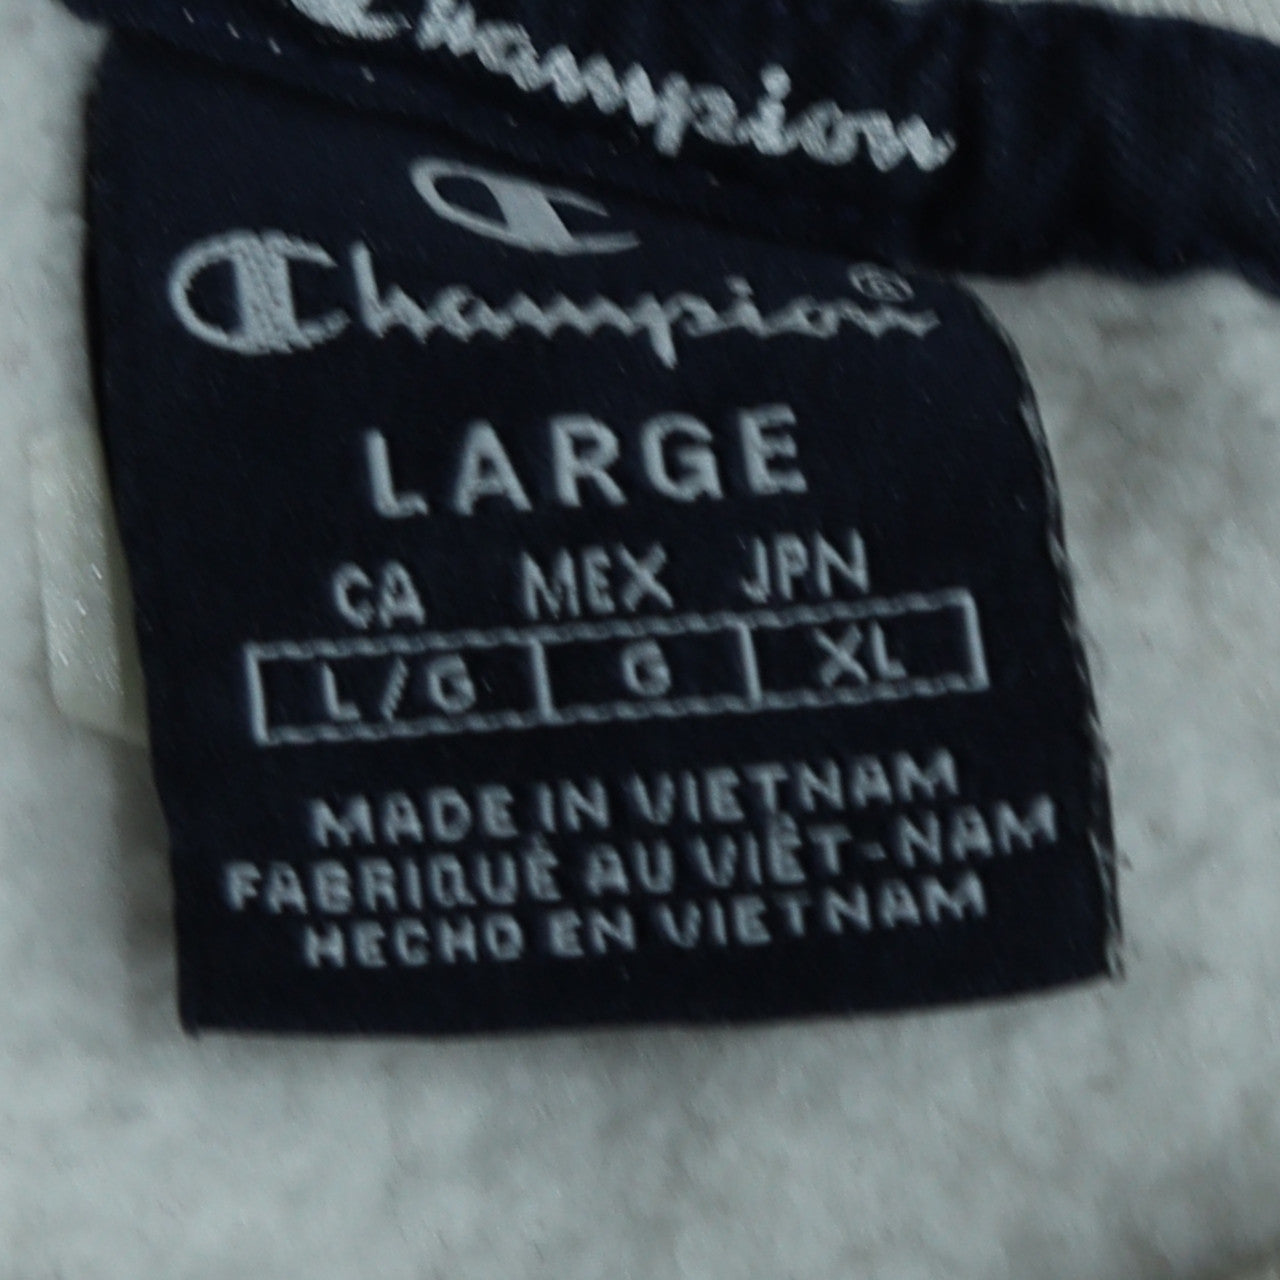 Champion
Champion®
LARGE
CA MEX JPN
L/G G XL
MADE IN VIETNAM
FABRIQUÉ AU VIÊT-NAM
HECHO EN VIETNAM